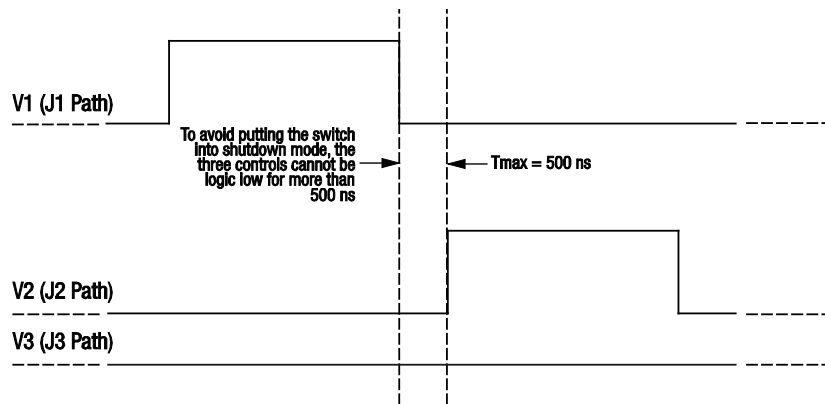 V1 (J1 Path)
To avoid putting the switch
into shutdown mode, the
three controls cannot be
logic low for more than
500 ns
Tmax = 500 ns
V2 (J2 Path)
V3 (J3 Path)